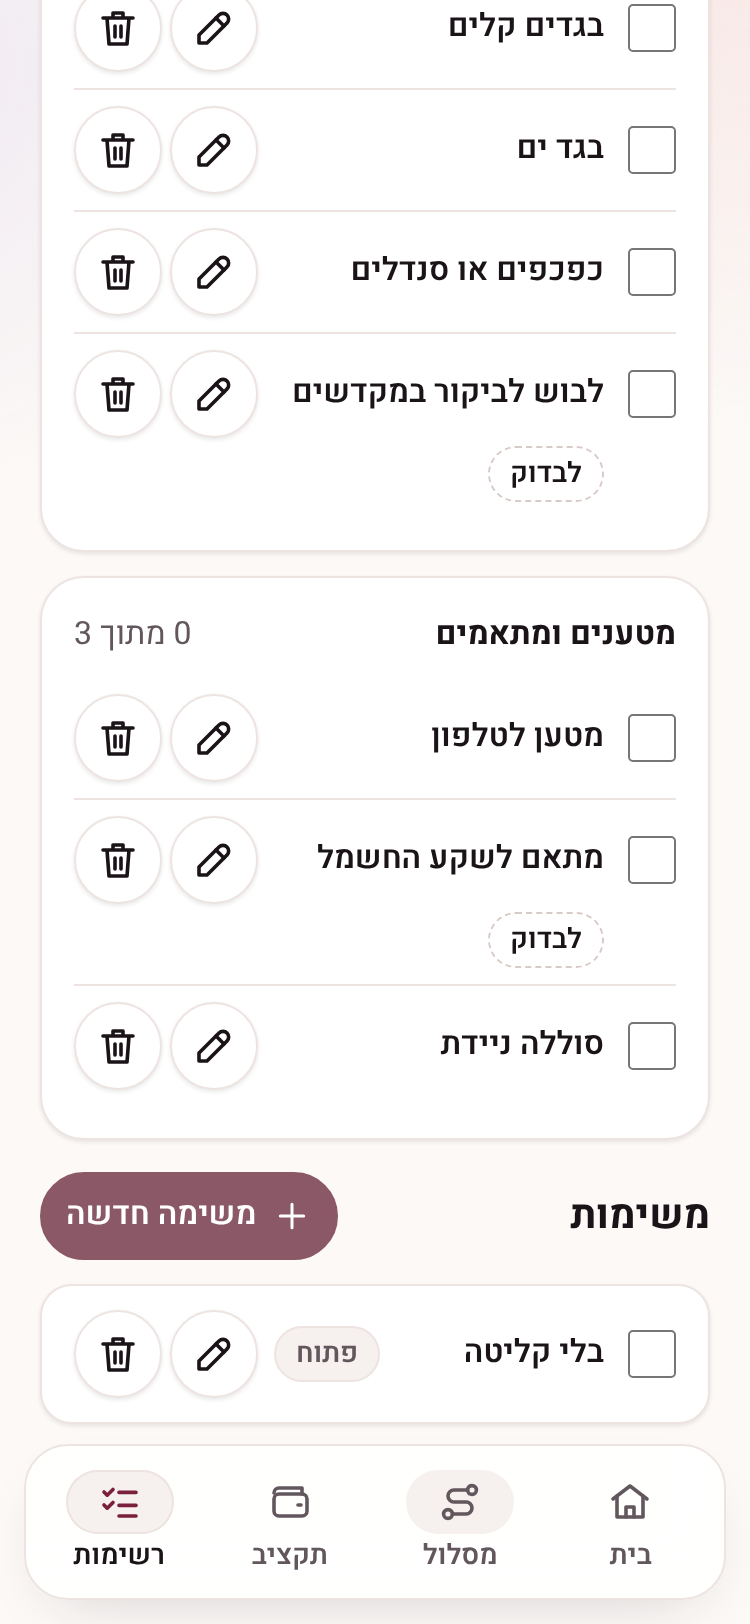 בגדים קלים
בגד ים
כפכפים או סנדלים
לבוש לביקור במקדשים
לבדוק
מטענים ומתאמים
0 מתוך 3
מטען לטלפון
מתאם לשקע החשמל
לבדוק
סוללה ניידת
משימות
משימה חדשה
בלי קליטה
פתוח
בית
מסלול
תקציב
רשימות